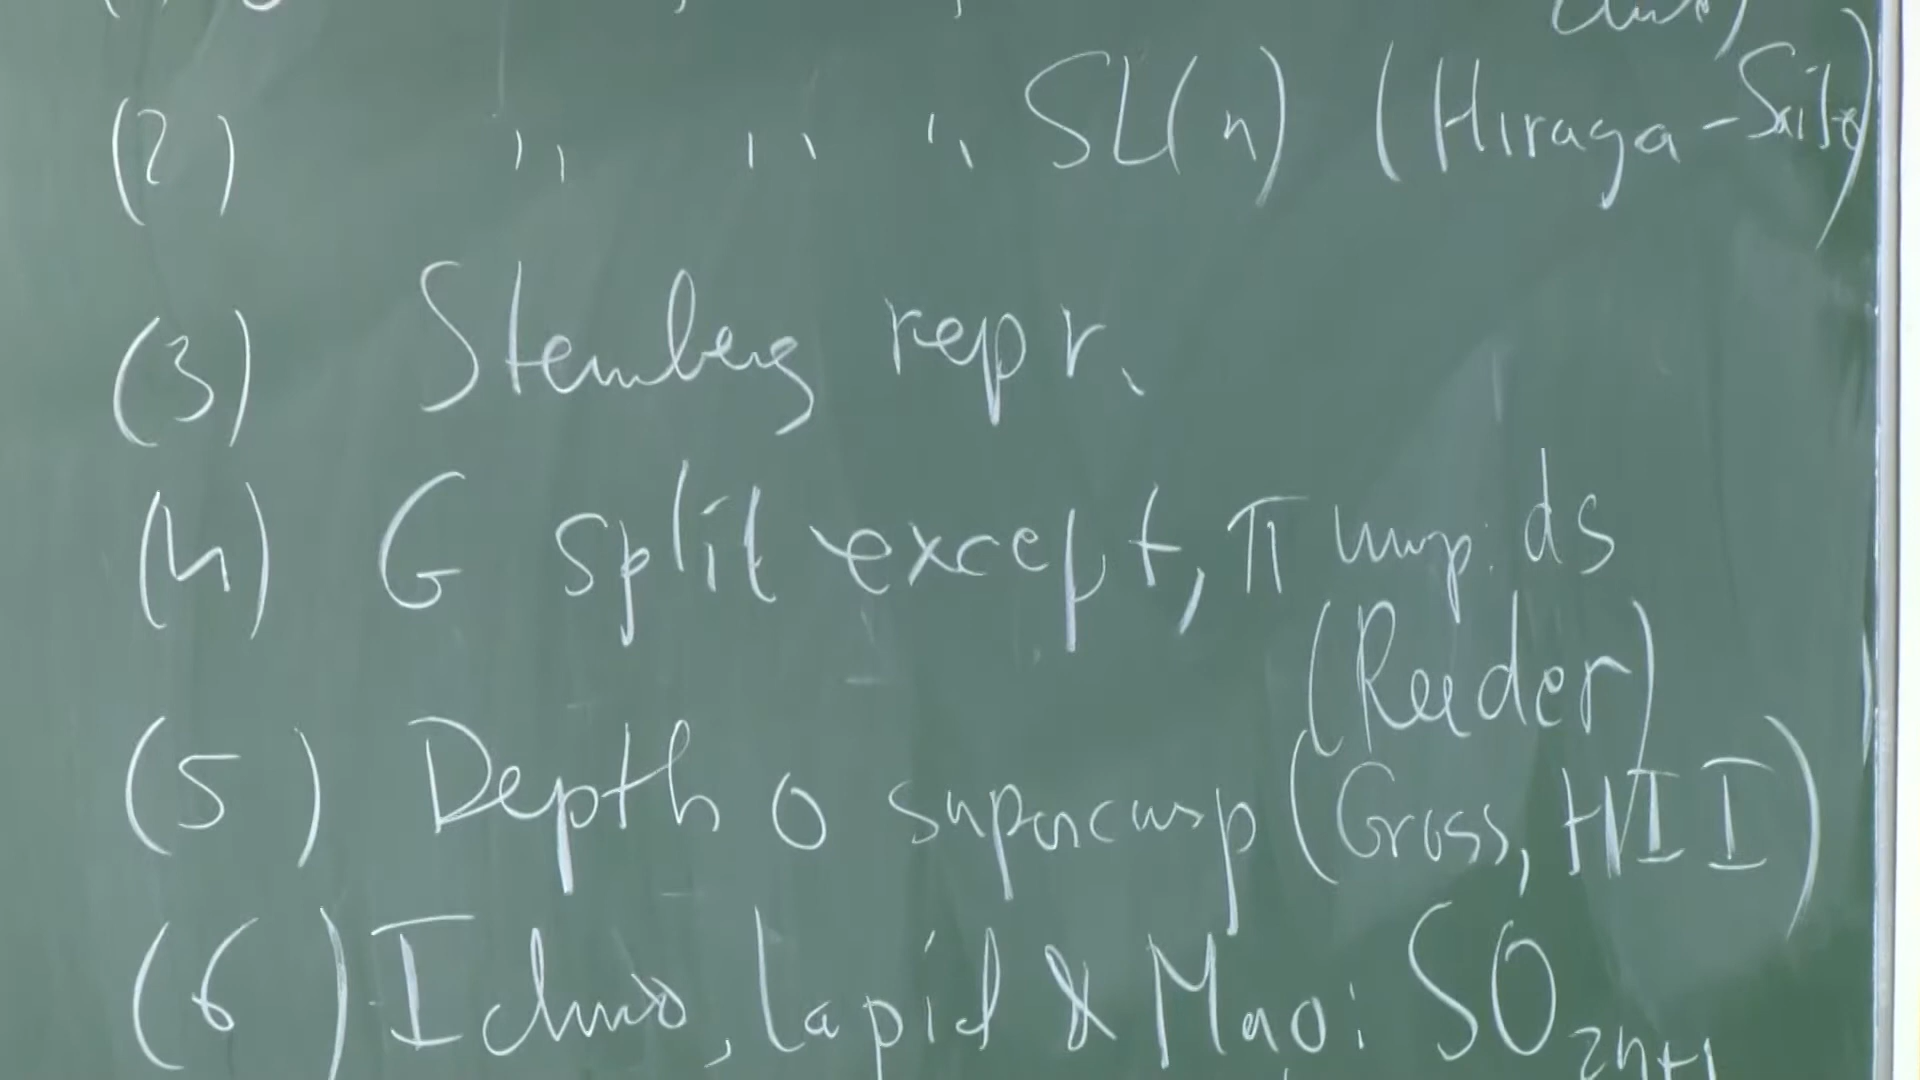 (2) " " " SL(n) (Hiraga-Saito)
(3) Steinberg repr.
(4) G split except, π unip. ds
(Reeder)
(5) Depth 0 supercusp (Gross, HII)
(6) Ichino, Lapid & Mao: SO2n+1